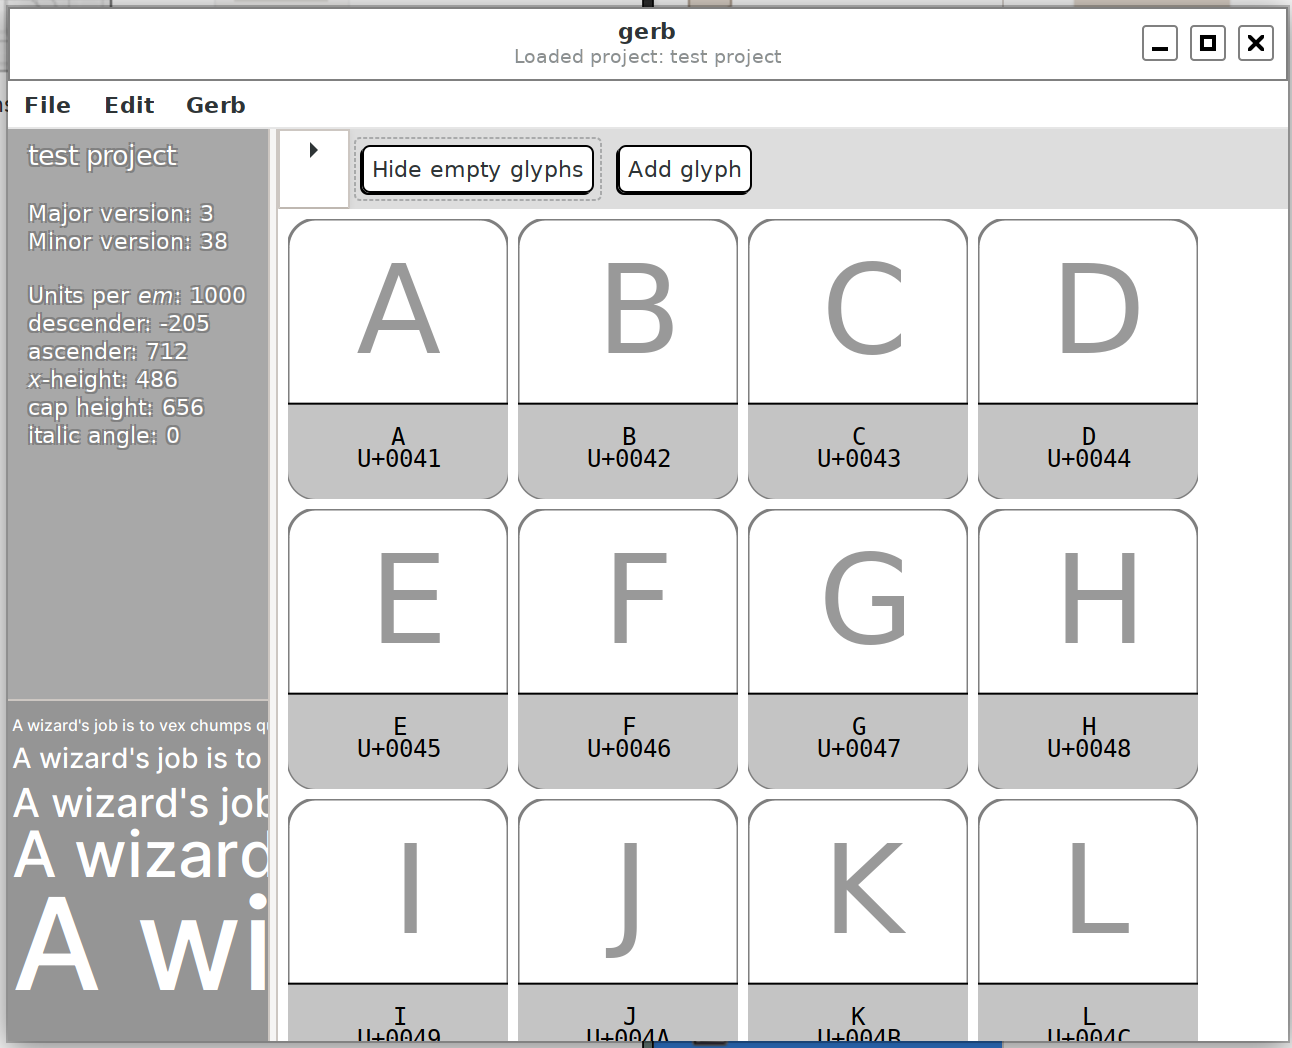 gerb
Loaded project: test project
File Edit Gerb
test project
Major version: 3
Minor version: 38
Units per em: 1000
descender: -205
ascender: 712
x-height: 486
cap height: 656
italic angle: 0
A wizard's job is to vex chumps qu
A wizard's job is to
A wizard's job
A wizard
A wi
Hide empty glyphs Add glyph
A B C D
A B C D
U+0041 U+0042 U+0043 U+0044
E F G H
E F G H
U+0045 U+0046 U+0047 U+0048
I J K L
I J K L
U+0049 U+004A U+004B U+004C